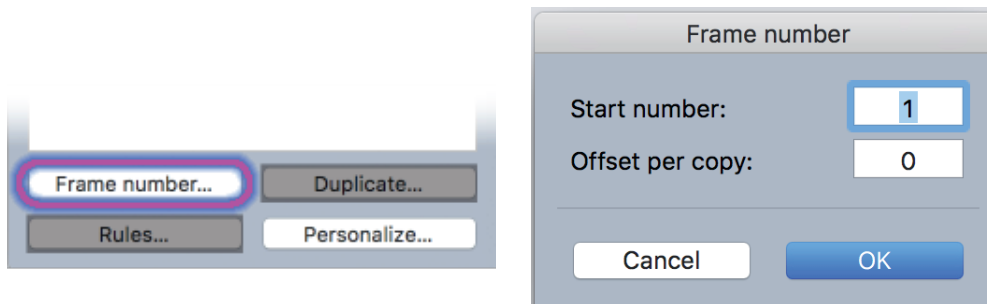 Frame number...
Duplicate...
Rules...
Personalize...
Frame number
Start number: 1
Offset per copy: 0
Cancel
OK